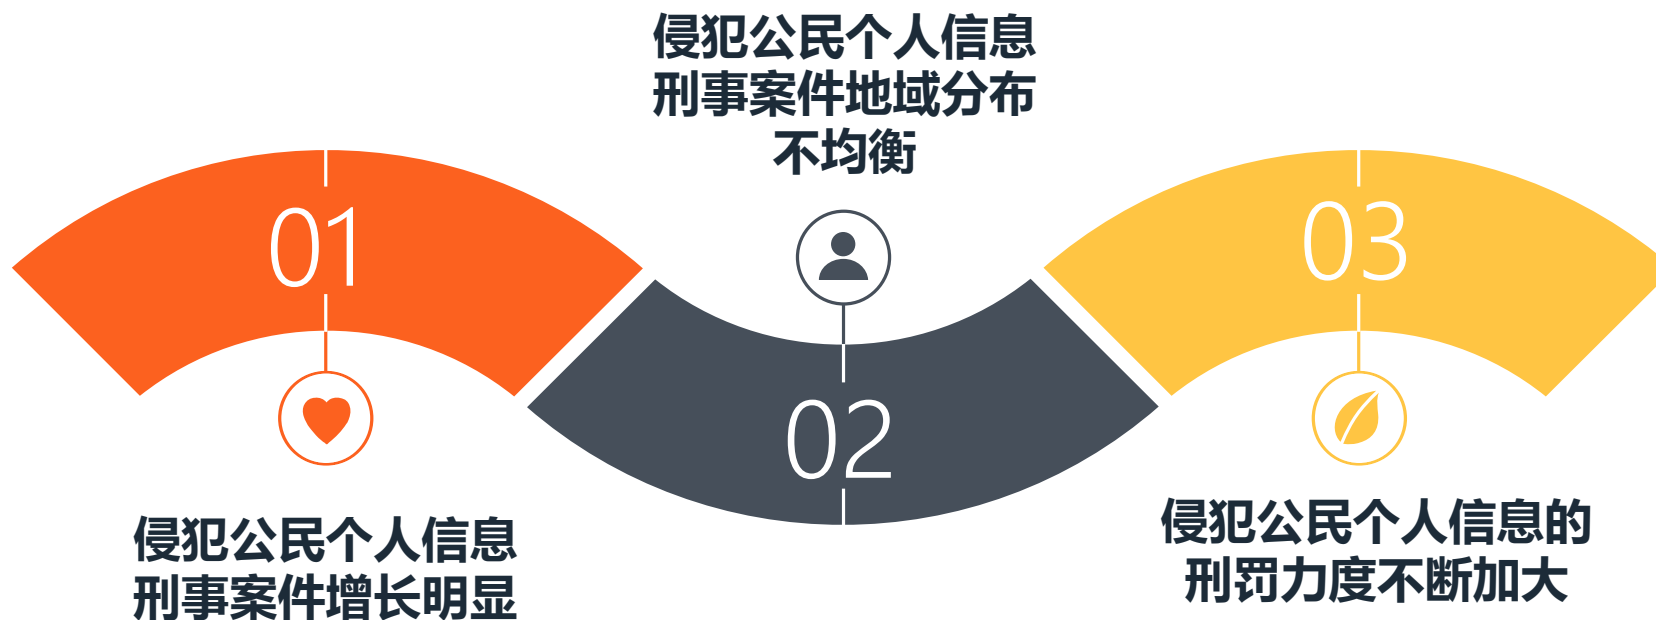 01
侵犯公民个人信息
刑事案件增长明显
侵犯公民个人信息
刑事案件地域分布
不均衡
02
03
侵犯公民个人信息的
刑罚力度不断加大